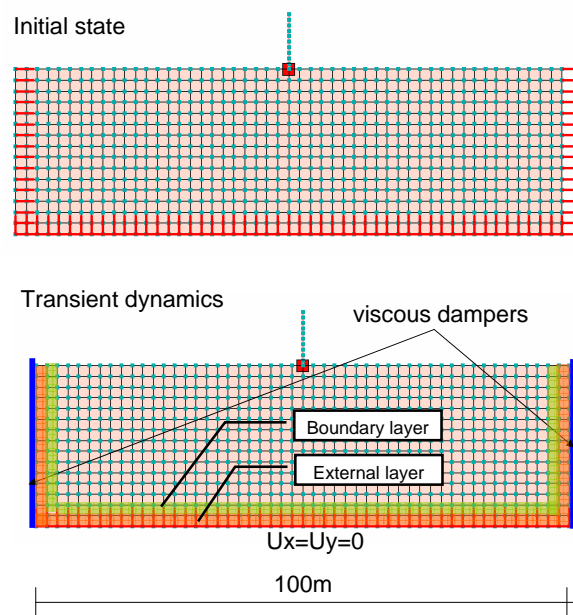 Initial state
Transient dynamics
viscous dampers
Boundary layer
External layer
Ux=Uy=0
100m